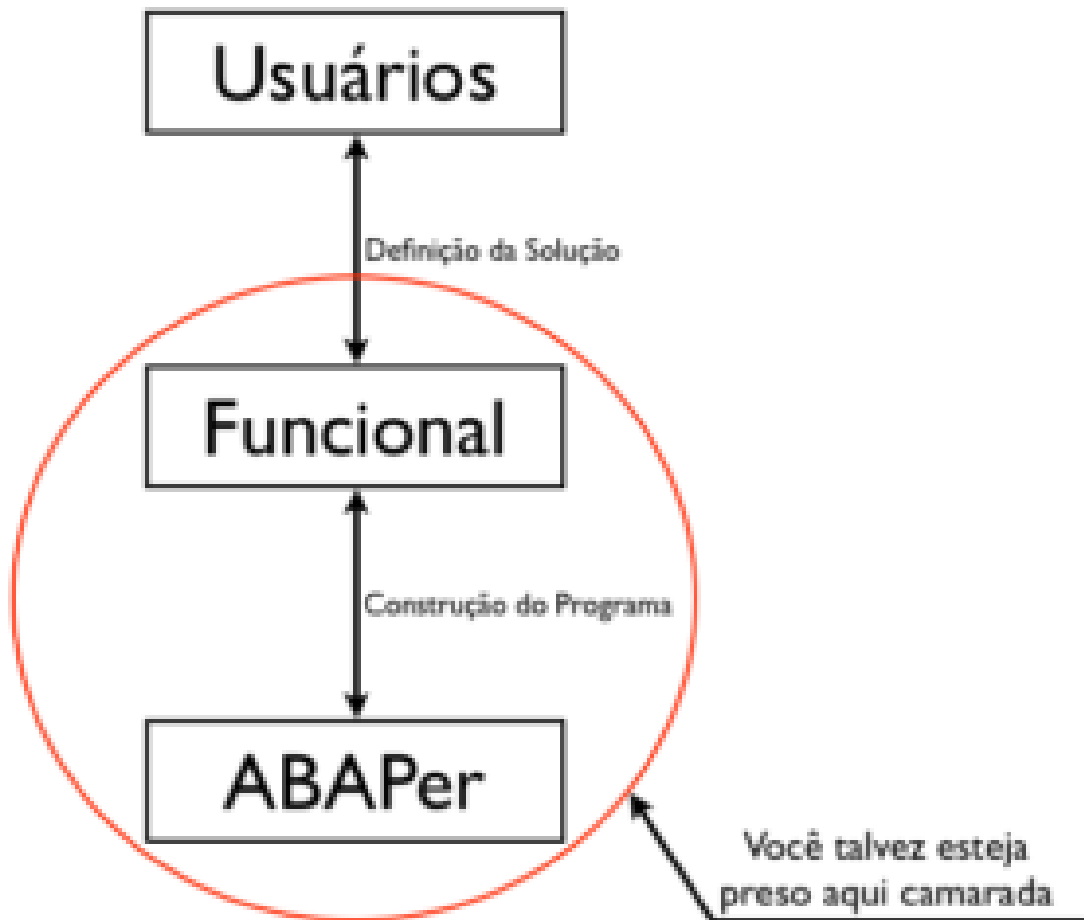 Usuários
Definição da Solução
Funcional
Construção do Programa
ABAPer
Você talvez esteja
preso aqui camarada